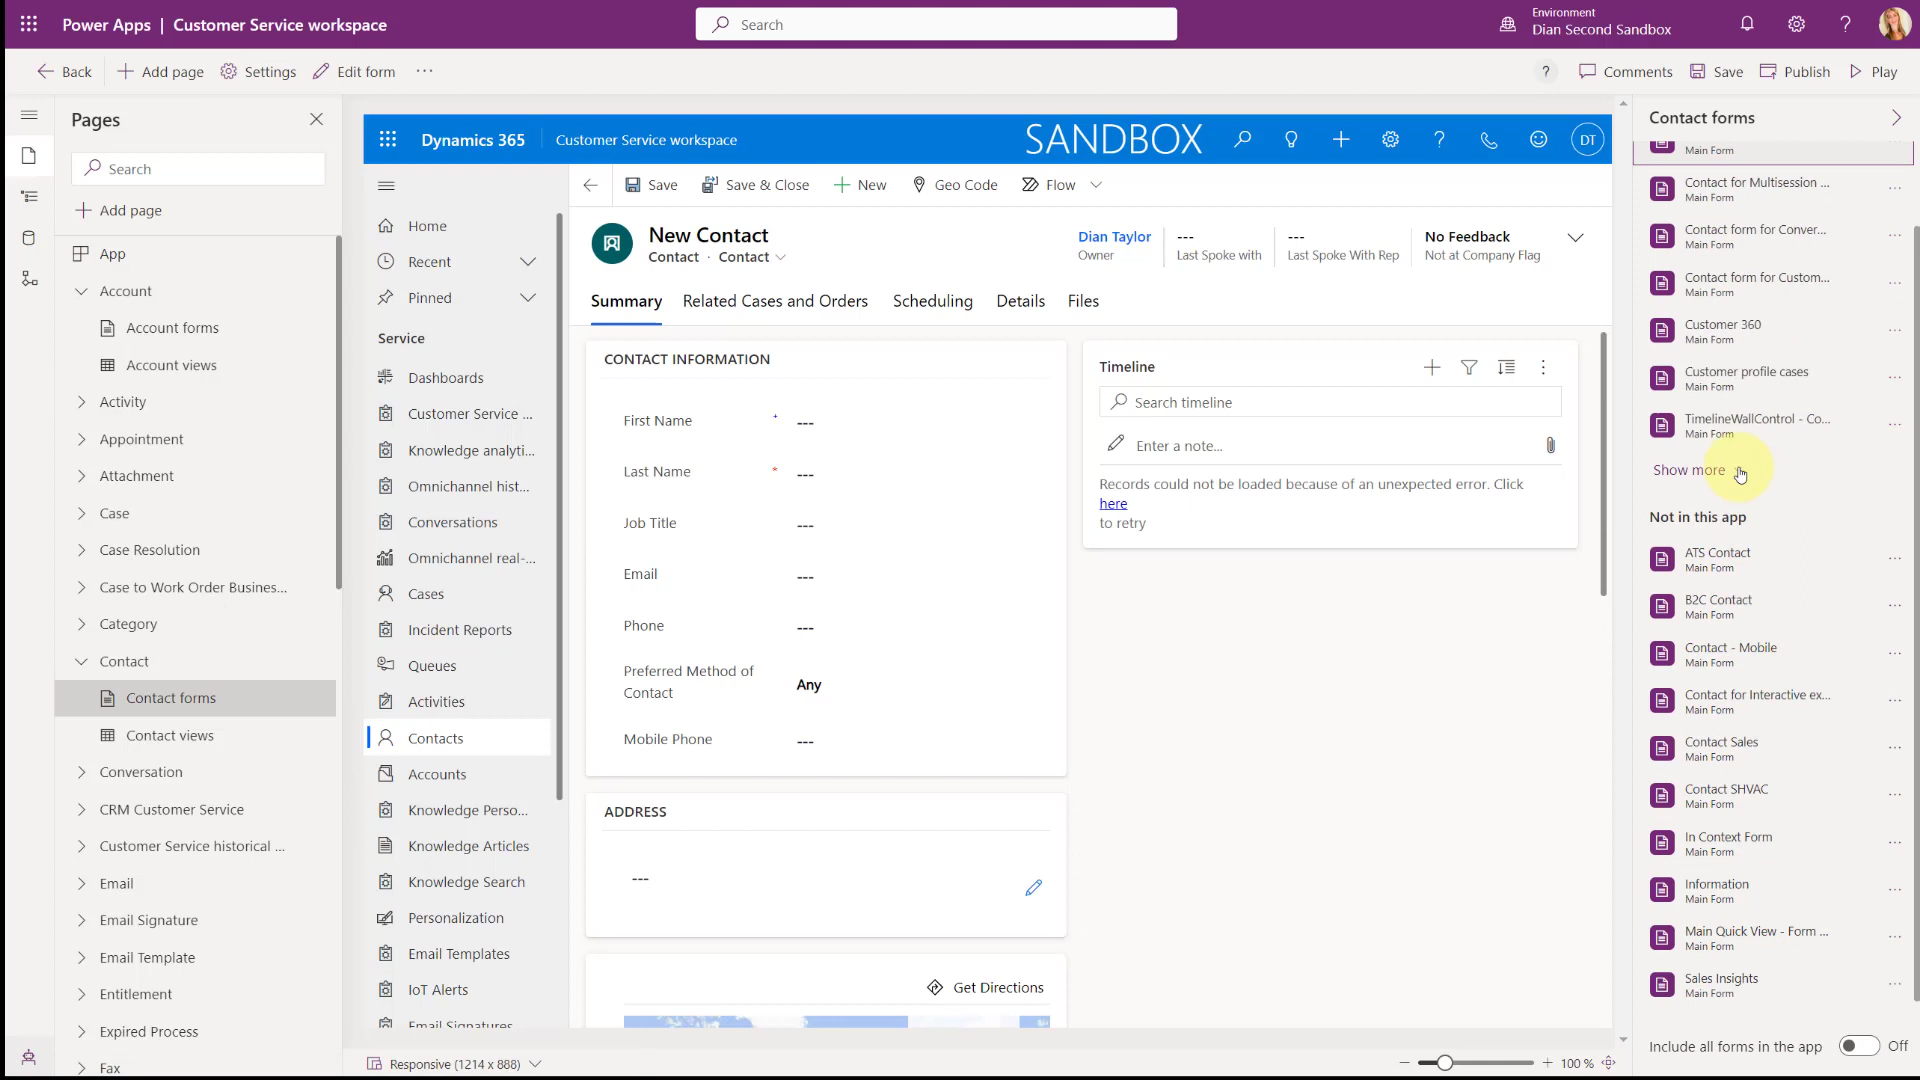 Power Apps | Customer Service workspace
Search
Environment
Dian Second Sandbox
?
Back
Add page
Settings
Edit form
...
?
Comments
Save
Publish
Play
Pages
Search
Add page
App
Account
Account forms
Account views
Activity
Appointment
Attachment
Case
Case Resolution
Case to Work Order Busines...
Category
Contact
Contact forms
Contact views
Conversation
CRM Customer Service
Customer Service historical ...
Email
Email Signature
Email Template
Entitlement
Expired Process
Fax
Dynamics 365
Customer Service workspace
SANDBOX
?
DT
Home
Recent
Pinned
Service
Dashboards
Customer Service ...
Knowledge analyti...
Omnichannel hist...
Conversations
Omnichannel real-...
Cases
Incident Reports
Queues
Activities
Contacts
Accounts
Knowledge Perso...
Knowledge Articles
Knowledge Search
Personalization
Email Templates
IoT Alerts
Email Signatures
Save
Save & Close
New
Geo Code
Flow
New Contact
Contact · Contact
Dian Taylor
Owner
---
Last Spoke with
---
Last Spoke With Rep
No Feedback
Not at Company Flag
Summary
Related Cases and Orders
Scheduling
Details
Files
CONTACT INFORMATION
First Name + ---
Last Name * ---
Job Title ---
Email ---
Phone ---
Preferred Method of
Contact
Any
Mobile Phone ---
ADDRESS
---
Get Directions
Timeline
Search timeline
Enter a note...
Records could not be loaded because of an unexpected error. Click
here
to retry
Responsive (1214 x 888)
100 %
Contact forms
Main Form
Contact for Multisession ...
Main Form
Contact form for Conver...
Main Form
Contact form for Custom...
Main Form
Customer 360
Main Form
Customer profile cases
Main Form
TimelineWallControl - Co...
Main Form
Show more
Not in this app
ATS Contact
Main Form
B2C Contact
Main Form
Contact - Mobile
Main Form
Contact for Interactive ex...
Main Form
Contact Sales
Main Form
Contact SHVAC
Main Form
In Context Form
Main Form
Information
Main Form
Main Quick View - Form ...
Main Form
Sales Insights
Main Form
Include all forms in the app
Off